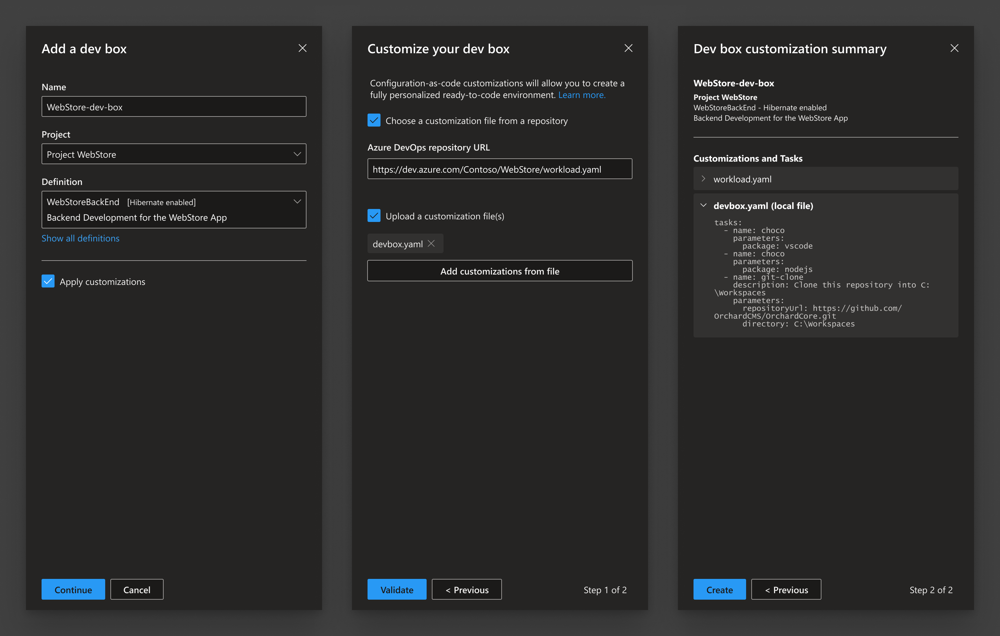 Add a dev box
Name
WebStore-dev-box
Project
Project WebStore
Definition
WebStoreBackEnd [Hibernate enabled]
Backend Development for the WebStore App
Show all definitions
Apply customizations
Continue
Cancel
Customize your dev box
Configuration-as-code customizations will allow you to create a
fully personalized ready-to-code environment. Learn more.
Choose a customization file from a repository
Azure DevOps repository URL
https://dev.azure.com/Contoso/WebStore/workload.yaml
Upload a customization file(s)
devbox.yaml
Add customizations from file
Validate
< Previous
Step 1 of 2
Dev box customization summary
WebStore-dev-box
Project WebStore
WebStoreBackEnd - Hibernate enabled
Backend Development for the WebStore App
Customizations and Tasks
workload.yaml
devbox.yaml (local file)
tasks:
  - name: choco
    parameters:
      package: vscode
  - name: choco
    parameters:
      package: nodejs
  - name: git-clone
    description: Clone this repository into C:
\Workspaces
    parameters:
      repositoryUrl: https://github.com/
OrchardCMS/OrchardCore.git
      directory: C:\Workspaces
Create
< Previous
Step 2 of 2